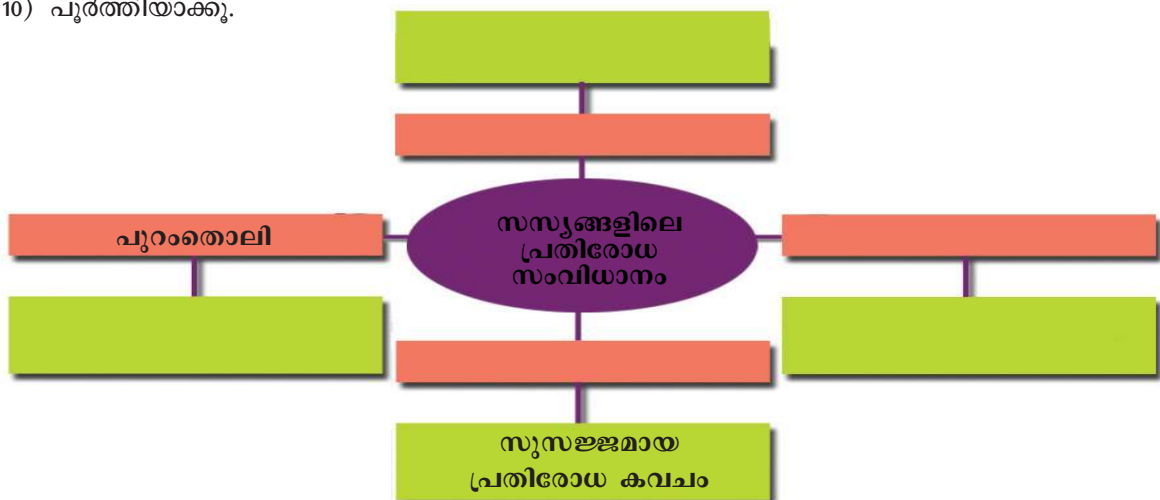 10) പൂർത്തിയാക്കൂ.
പുറംതൊലി
സസ്യങ്ങളിലെ
പ്രതിരോധ
സംവിധാനം
സുസജ്ജമായ
പ്രതിരോധ കവചം